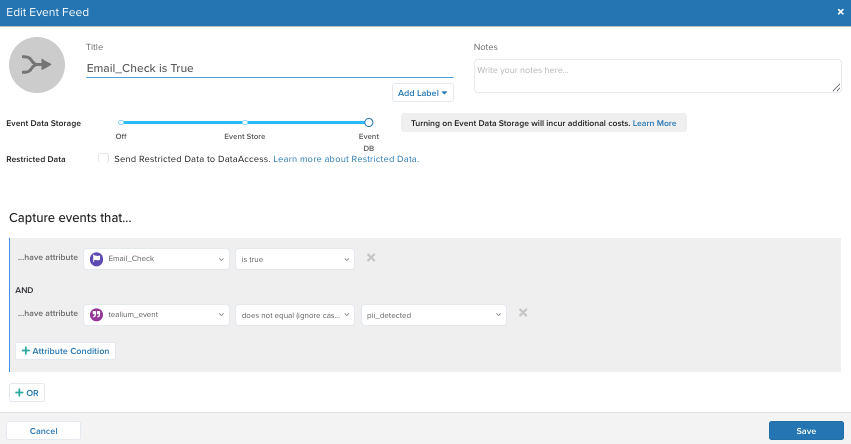 Edit Event Feed
Title
Notes
Email_Check is True
Write your notes here...
Add Label
Event Data Storage
Off
Event Store
Event
DB
Turning on Event Data Storage will incur additional costs. Learn More
Restricted Data
Send Restricted Data to DataAccess. Learn more about Restricted Data.
Capture events that...
...have attribute Email_Check is true
AND
...have attribute tealium_event does not equal (ignore cas... pii_detected
+ Attribute Condition
+ OR
Cancel
Save